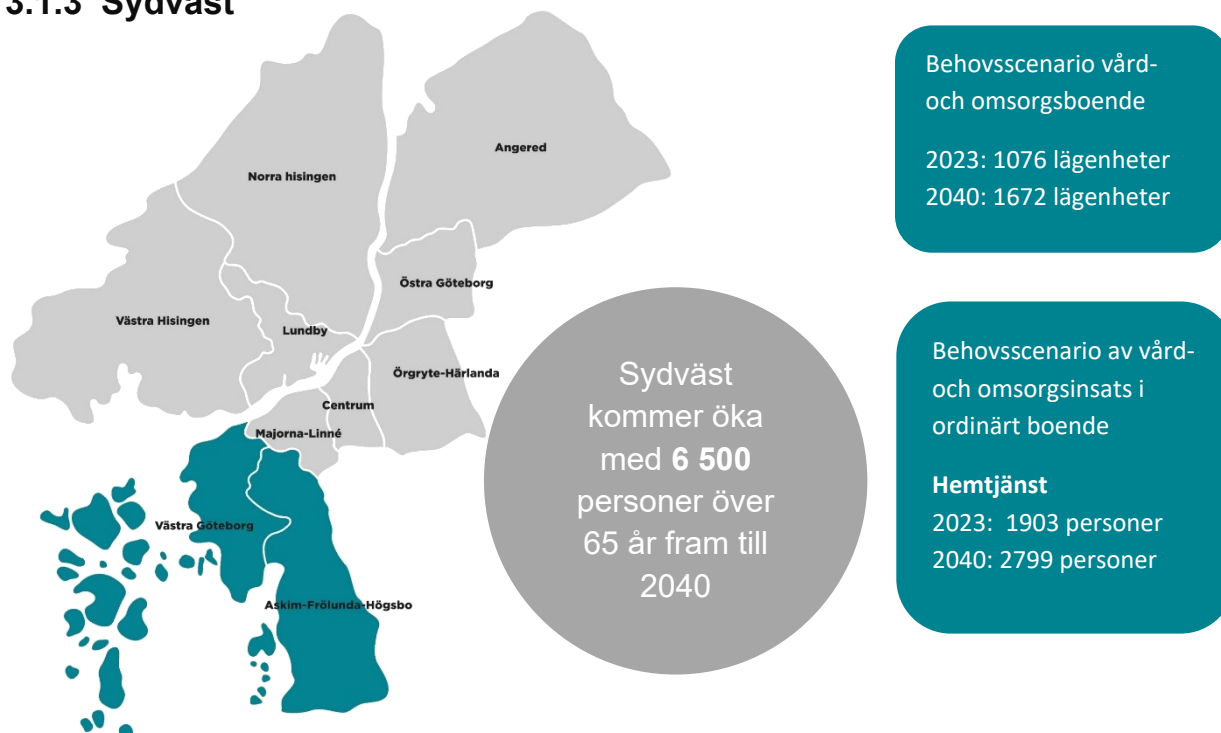 3.1.3 Sydväst
Angered
Norra hisingen
Östra Göteborg
Västra Hisingen
Lundby
Örgryte-Härlanda
Centrum
Majorna-Linné
Västra Göteborg
Askim-Frölunda-Högsbo
Sydväst
kommer öka
med 6 500
personer över
65 år fram till
2040
Behovsscenario vård-
och omsorgsboende
2023: 1076 lägenheter
2040: 1672 lägenheter
Behovsscenario av vård-
och omsorgsinsats i
ordinärt boende
Hemtjänst
2023: 1903 personer
2040: 2799 personer